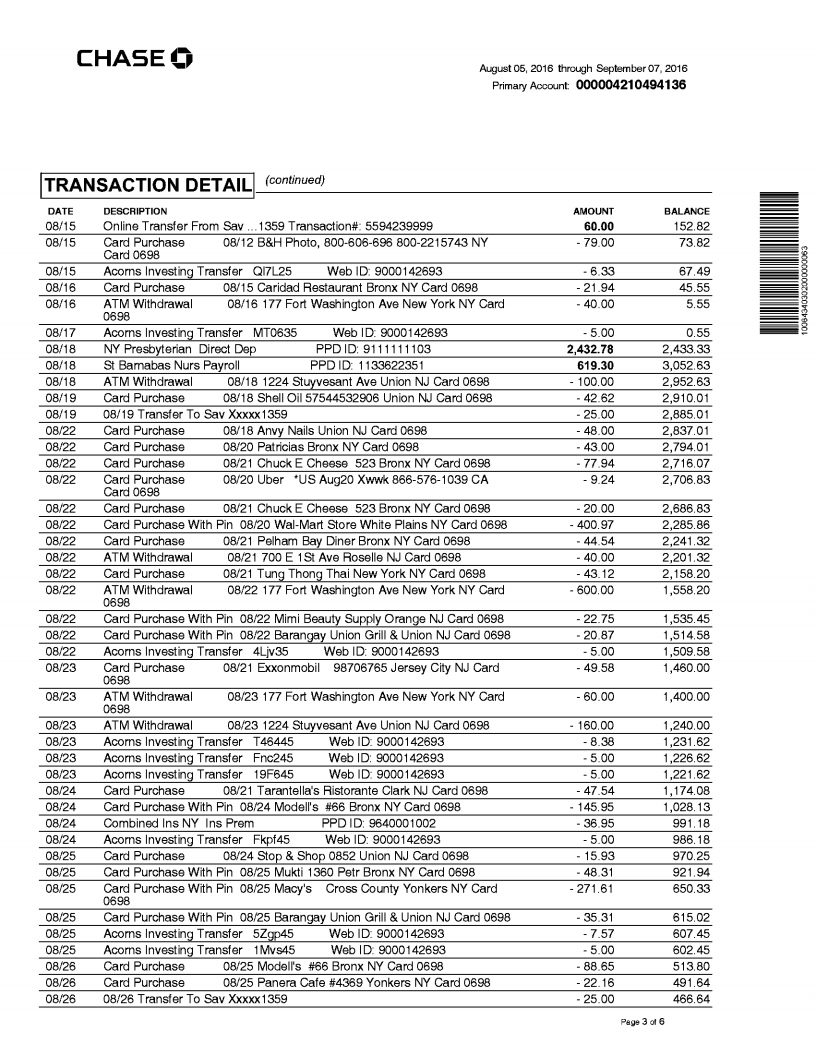 CHASE
August 05, 2016 through September 07, 2016
Primary Account: 000004210494136
TRANSACTION DETAIL (continued)
DATE DESCRIPTION AMOUNT BALANCE
08/15 Online Transfer From Sav ...1359 Transaction#: 5594239999 60.00 152.82
08/15 Card Purchase 08/12 B&H Photo, 800-606-696 800-2215743 NY - 79.00 73.82
Card 0698
08/15 Acorns Investing Transfer Ql7L25 Web ID: 9000142693 - 6.33 67.49
08/16 Card Purchase 08/15 Caridad Restaurant Bronx NY Card 0698 - 21.94 45.55
08/16 ATM Withdrawal 08/16 177 Fort Washington Ave New York NY Card - 40.00 5.55
0698
08/17 Acorns Investing Transfer MT0635 Web ID: 9000142693 - 5.00 0.55
08/18 NY Presbyterian Direct Dep PPD ID: 9111111103 2,432.78 2,433.33
08/18 St Barnabas Nurs Payroll PPD ID: 1133622351 619.30 3,052.63
08/18 ATM Withdrawal 08/18 1224 Stuyvesant Ave Union NJ Card 0698 - 100.00 2,952.63
08/19 Card Purchase 08/18 Shell Oil 57544532906 Union NJ Card 0698 - 42.62 2,910.01
08/19 08/19 Transfer To Sav Xxxxx1359 - 25.00 2,885.01
08/22 Card Purchase 08/18 Anvy Nails Union NJ Card 0698 - 48.00 2,837.01
08/22 Card Purchase 08/20 Patricias Bronx NY Card 0698 - 43.00 2,794.01
08/22 Card Purchase 08/21 Chuck E Cheese 523 Bronx NY Card 0698 - 77.94 2,716.07
08/22 Card Purchase 08/20 Uber *US Aug20 Xwwk 866-576-1039 CA - 9.24 2,706.83
Card 0698
08/22 Card Purchase 08/21 Chuck E Cheese 523 Bronx NY Card 0698 - 20.00 2,686.83
08/22 Card Purchase With Pin 08/20 Wal-Mart Store White Plains NY Card 0698 - 400.97 2,285.86
08/22 Card Purchase 08/21 Pelham Bay Diner Bronx NY Card 0698 - 44.54 2,241.32
08/22 ATM Withdrawal 08/21 700 E 1St Ave Roselle NJ Card 0698 - 40.00 2,201.32
08/22 Card Purchase 08/21 Tung Thong Thai New York NY Card 0698 - 43.12 2,158.20
08/22 ATM Withdrawal 08/22 177 Fort Washington Ave New York NY Card - 600.00 1,558.20
0698
08/22 Card Purchase With Pin 08/22 Mimi Beauty Supply Orange NJ Card 0698 - 22.75 1,535.45
08/22 Card Purchase With Pin 08/22 Barangay Union Grill & Union NJ Card 0698 - 20.87 1,514.58
08/22 Acorns Investing Transfer 4Ljv35 Web ID: 9000142693 - 5.00 1,509.58
08/23 Card Purchase 08/21 Exxonmobil 98706765 Jersey City NJ Card - 49.58 1,460.00
0698
08/23 ATM Withdrawal 08/23 177 Fort Washington Ave New York NY Card - 60.00 1,400.00
0698
08/23 ATM Withdrawal 08/23 1224 Stuyvesant Ave Union NJ Card 0698 - 160.00 1,240.00
08/23 Acorns Investing Transfer T46445 Web ID: 9000142693 - 8.38 1,231.62
08/23 Acorns Investing Transfer Fnc245 Web ID: 9000142693 - 5.00 1,226.62
08/23 Acorns Investing Transfer 19F645 Web ID: 9000142693 - 5.00 1,221.62
08/24 Card Purchase 08/21 Tarantella's Ristorante Clark NJ Card 0698 - 47.54 1,174.08
08/24 Card Purchase With Pin 08/24 Modell's #66 Bronx NY Card 0698 - 145.95 1,028.13
08/24 Combined Ins NY Ins Prem PPD ID: 9640001002 - 36.95 991.18
08/24 Acorns Investing Transfer Fkpf45 Web ID: 9000142693 - 5.00 986.18
08/25 Card Purchase 08/24 Stop & Shop 0852 Union NJ Card 0698 - 15.93 970.25
08/25 Card Purchase With Pin 08/25 Mukti 1360 Petr Bronx NY Card 0698 - 48.31 921.94
08/25 Card Purchase With Pin 08/25 Macy's Cross County Yonkers NY Card - 271.61 650.33
0698
08/25 Card Purchase With Pin 08/25 Barangay Union Grill & Union NJ Card 0698 - 35.31 615.02
08/25 Acorns Investing Transfer 5Zgp45 Web ID: 9000142693 - 7.57 607.45
08/25 Acorns Investing Transfer 1Mvs45 Web ID: 9000142693 - 5.00 602.45
08/26 Card Purchase 08/25 Modell's #66 Bronx NY Card 0698 - 88.65 513.80
08/26 Card Purchase 08/25 Panera Cafe #4369 Yonkers NY Card 0698 - 22.16 491.64
08/26 08/26 Transfer To Sav Xxxxx1359 - 25.00 466.64
Page 3 of 6